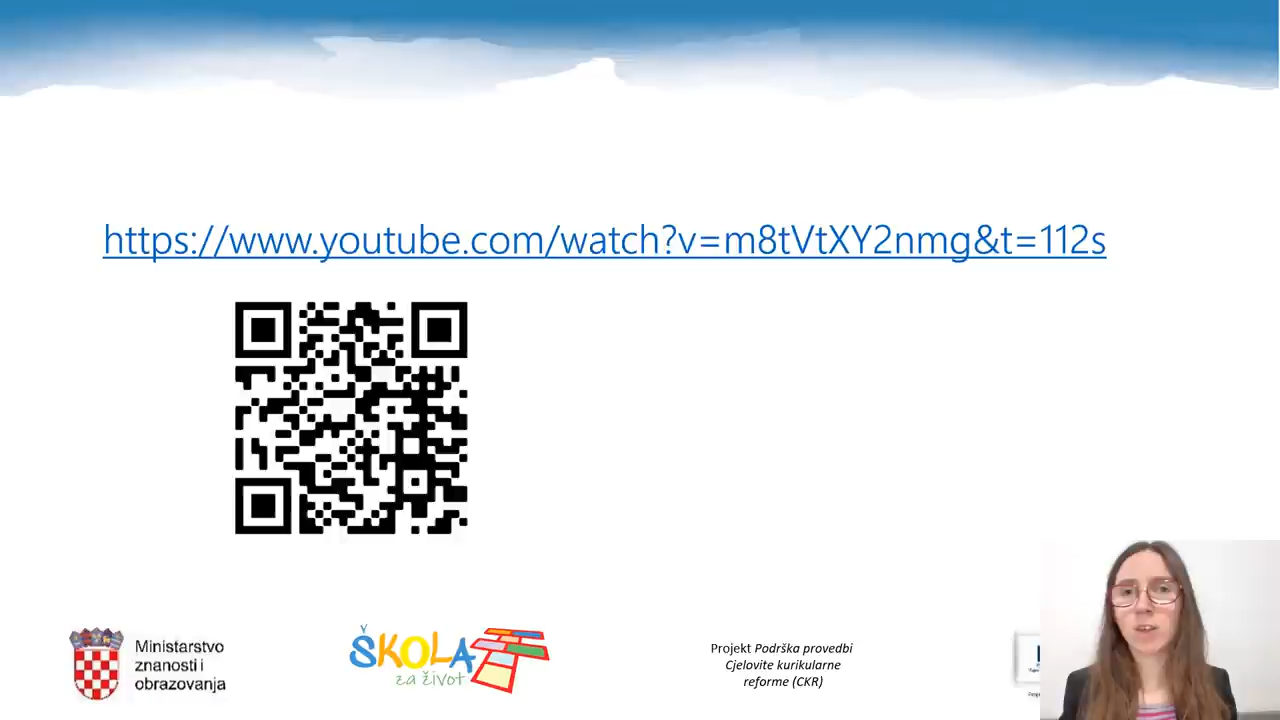 https://www.youtube.com/watch?v=m8tVtXY2nmg&t=112s
Ministarstvo
znanosti i
obrazovanja
ŠKOLA
za život
Projekt Podrška provedbi
Cjelovite kurikularne
reforme (CKR)